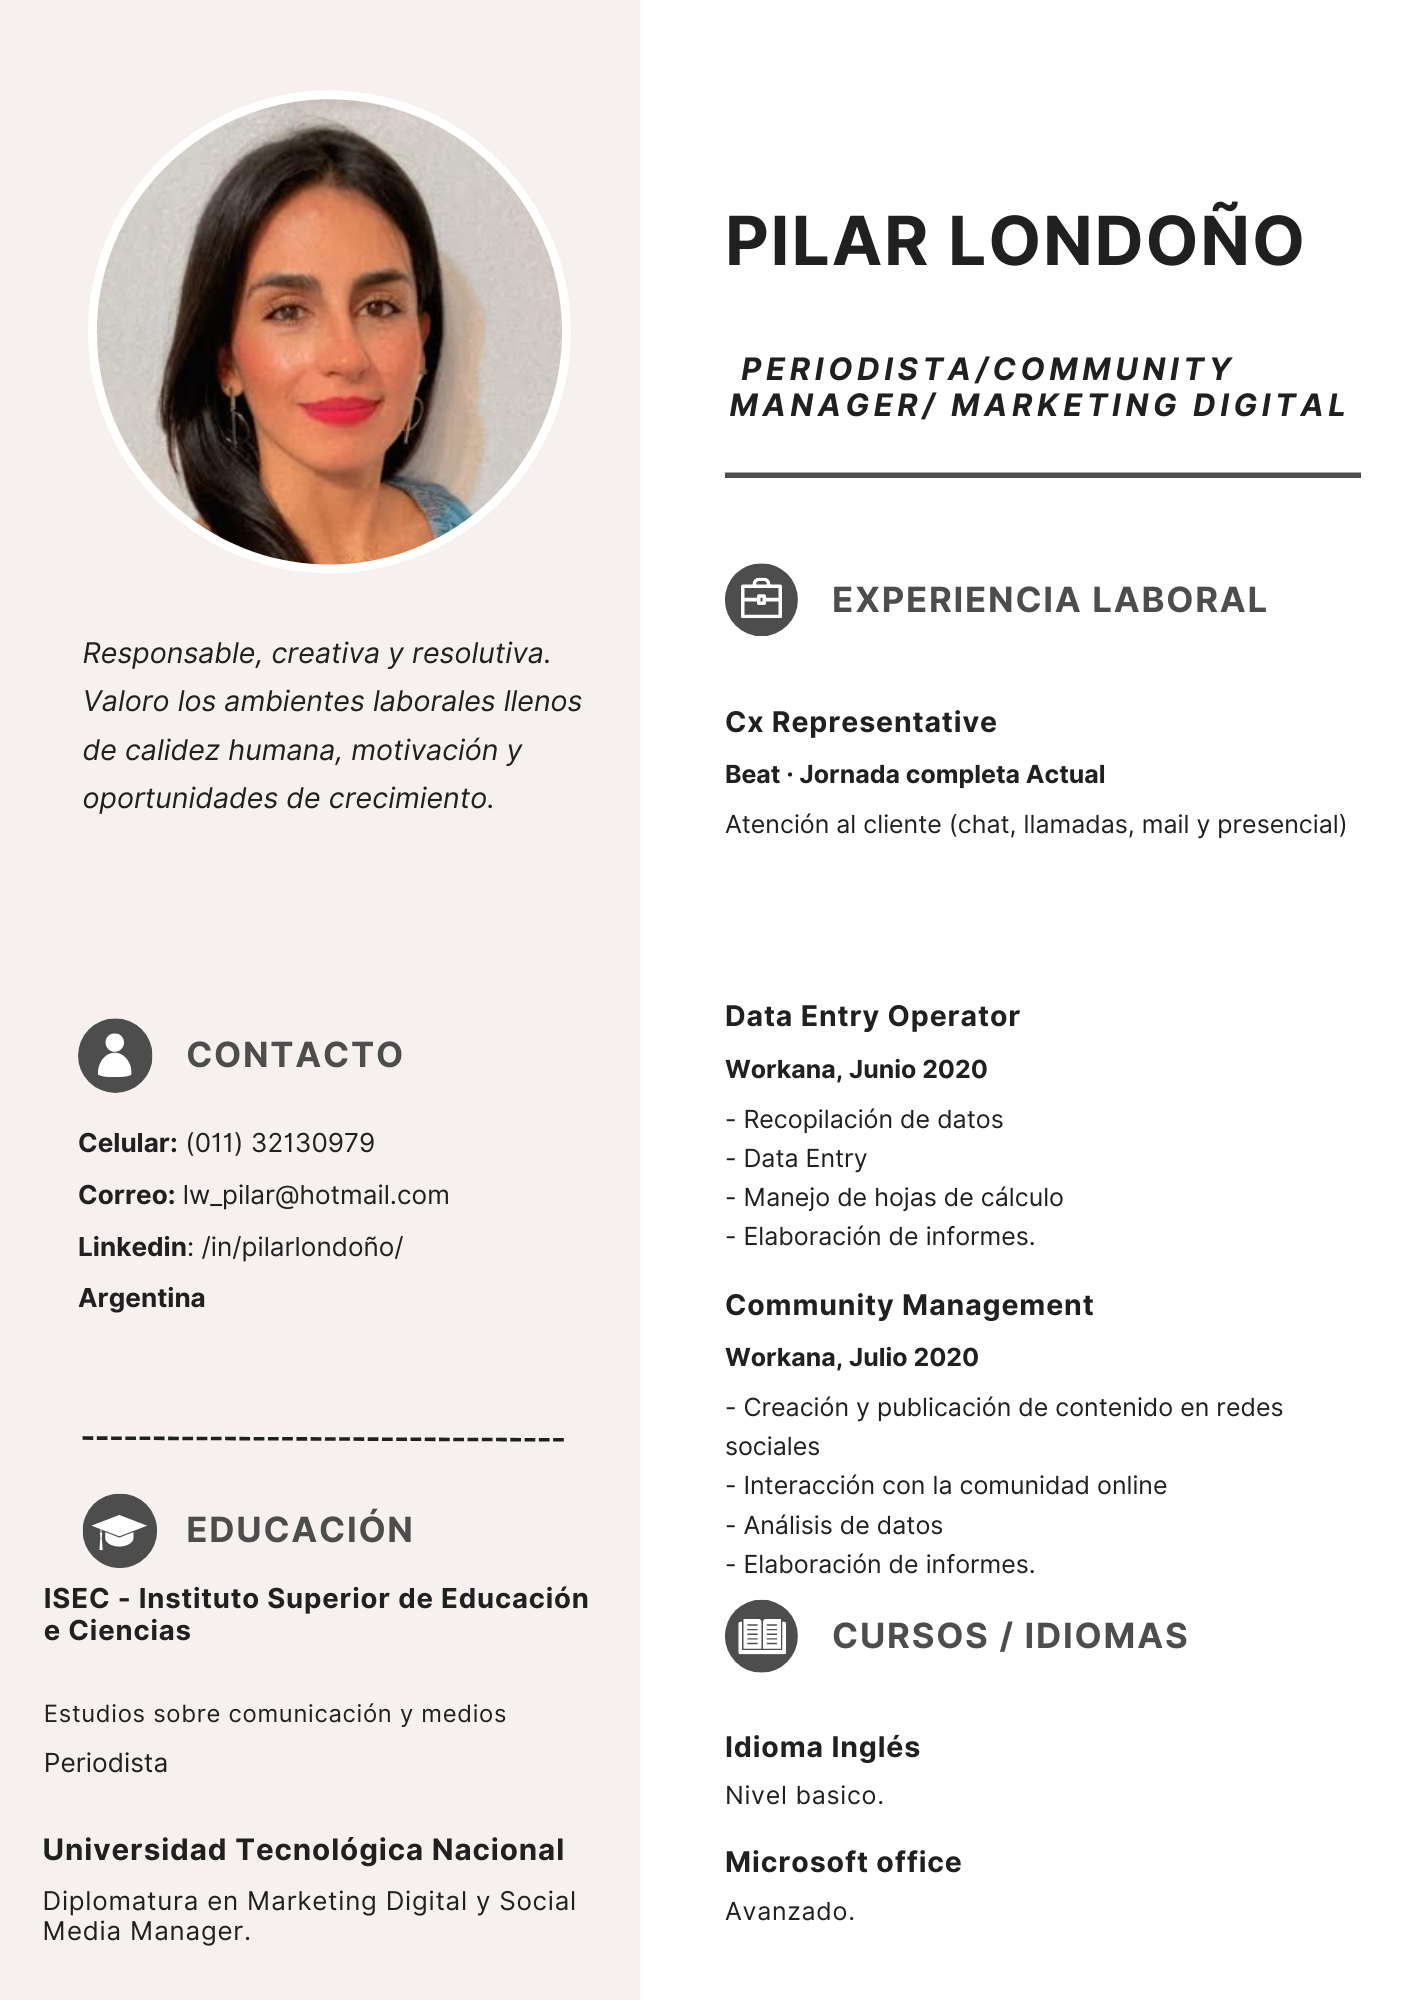 Responsable, creativa y resolutiva.
Valoro los ambientes laborales llenos
de calidez humana, motivación y
oportunidades de crecimiento.
CONTACTO
Celular: (011) 32130979
Correo: lw_pilar@hotmail.com
Linkedin: /in/pilarlondoño/
Argentina
EDUCACIÓN
ISEC - Instituto Superior de Educación
e Ciencias
Estudios sobre comunicación y medios
Periodista
Universidad Tecnológica Nacional
Diplomatura en Marketing Digital y Social
Media Manager.
PILAR LONDOÑO
PERIODISTA/COMMUNITY
MANAGER/ MARKETING DIGITAL
EXPERIENCIA LABORAL
Cx Representative
Beat · Jornada completa Actual
Atención al cliente (chat, llamadas, mail y presencial)
Data Entry Operator
Workana, Junio 2020
- Recopilación de datos
- Data Entry
- Manejo de hojas de cálculo
- Elaboración de informes.
Community Management
Workana, Julio 2020
- Creación y publicación de contenido en redes
sociales
- Interacción con la comunidad online
- Análisis de datos
- Elaboración de informes.
CURSOS / IDIOMAS
Idioma Inglés
Nivel basico.
Microsoft office
Avanzado.